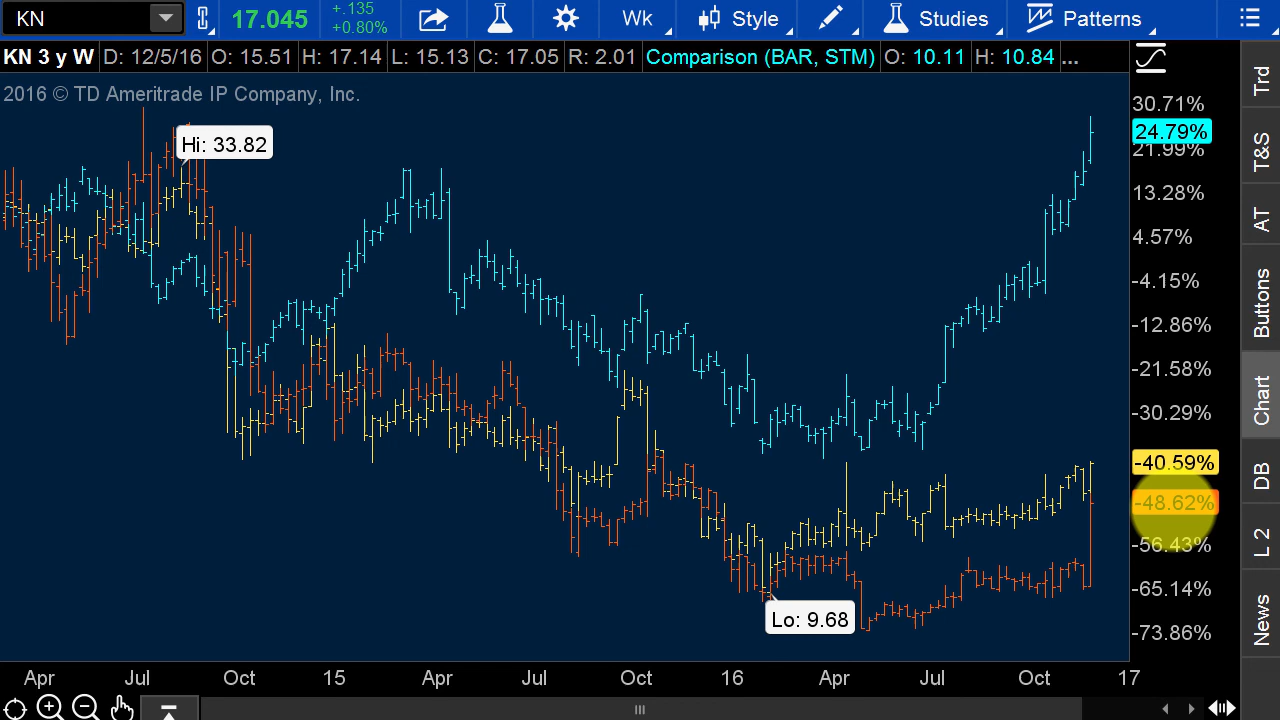 KN
17.045
+.135
+0.80%
Wk
Style
Studies
Patterns
KN 3 y W D: 12/5/16 O: 15.51 H: 17.14 L: 15.13 C: 17.05 R: 2.01 Comparison (BAR, STM) O: 10.11 H: 10.84 ...
2016 © TD Ameritrade IP Company, Inc.
Hi: 33.82
Lo: 9.68
30.71%
24.79%
21.99%
13.28%
4.57%
-4.15%
-12.86%
-21.58%
-30.29%
-40.59%
-48.62%
-56.43%
-65.14%
-73.86%
Apr Jul Oct 15 Apr Jul Oct 16 Apr Jul Oct 17
Trd
T&S
AT
Buttons
Chart
DB
L 2
News